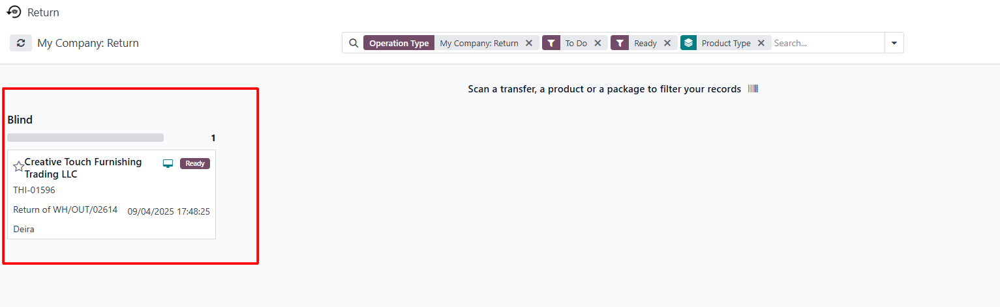 Return
My Company: Return
Operation Type My Company: Return To Do Ready Product Type Search...
Scan a transfer, a product or a package to filter your records
Blind
1
Creative Touch Furnishing Ready
Trading LLC
THI-01596
Return of WH/OUT/02614 09/04/2025 17:48:25
Deira